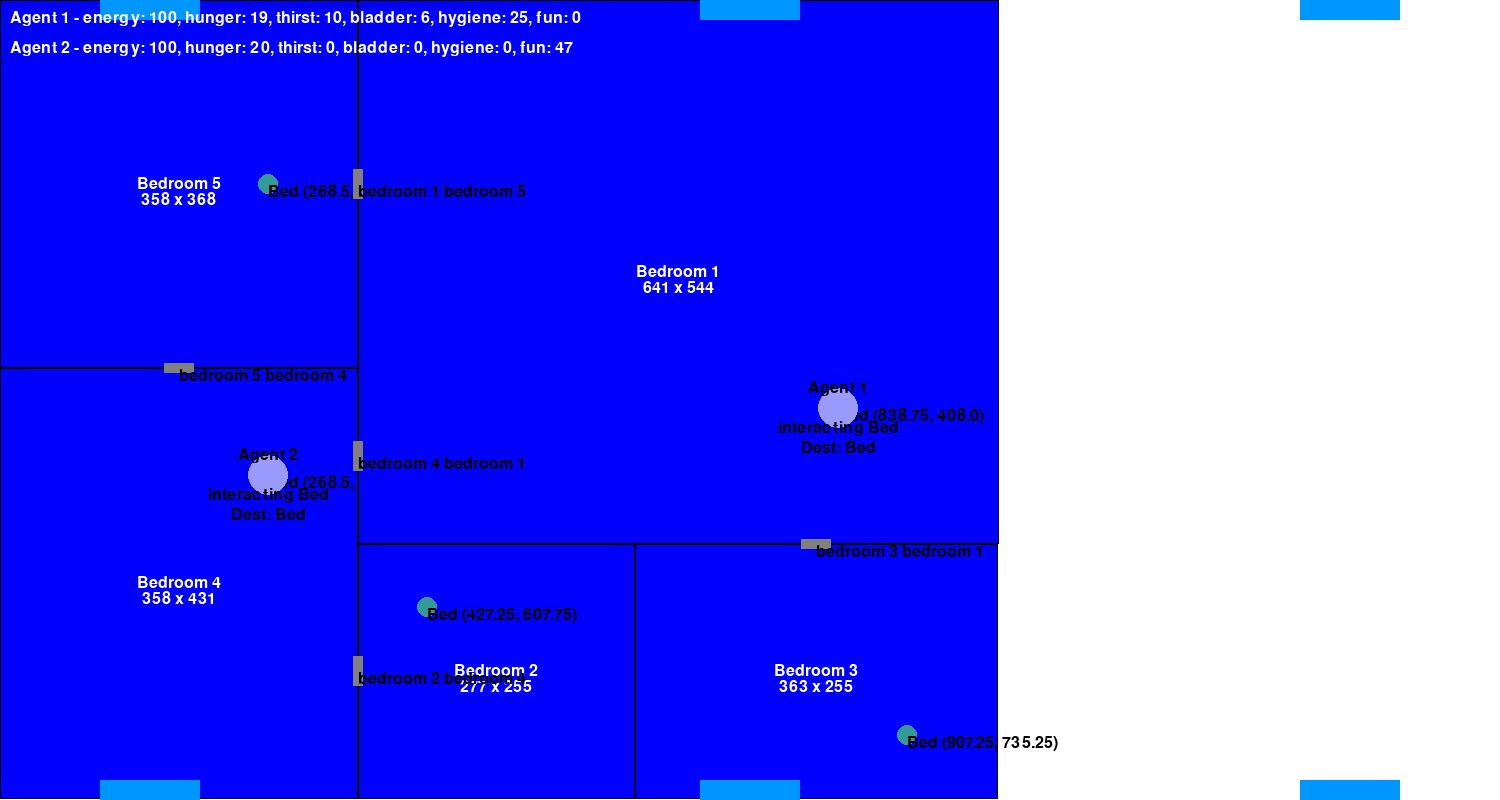 Agent 1 - energy: 100, hunger: 19, thirst: 10, bladder: 6, hygiene: 25, fun: 0
Agent 2 - energy: 100, hunger: 20, thirst: 0, bladder: 0, hygiene: 0, fun: 47
Bedroom 5
358 x 368
Bed (268.5, bedroom 1 bedroom 5
Bedroom 1
641 x 544
bedroom 5 bedroom 4
Agent 1
(838.75, 408.0)
interacting Bed
Dest: Bed
Agent 2
bedroom 4 bedroom 1
(268.5,
interacting Bed
Dest: Bed
bedroom 3 bedroom 1
Bedroom 4
358 x 431
Bed (427.25, 607.75)
Bedroom 2
277 x 255
bedroom 2 bedroom 4
Bedroom 3
363 x 255
Bed (907.25, 735.25)